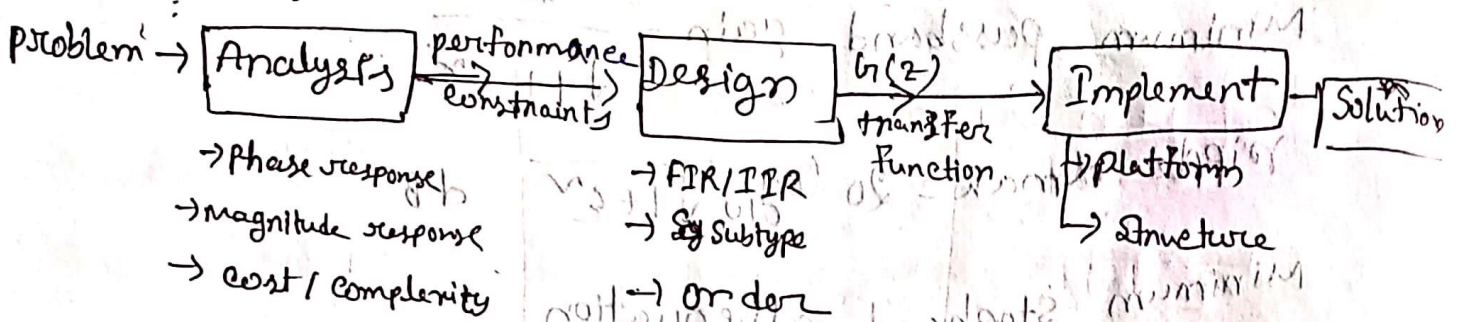 Problem → Analysis performance constraints Design G(z) transfer Function. Implement Solution
→ Phase response
→ Magnitude response
→ Cost / Complexity
→ FIR/IIR
→ Subtype
→ order
→ platform
→ Structure